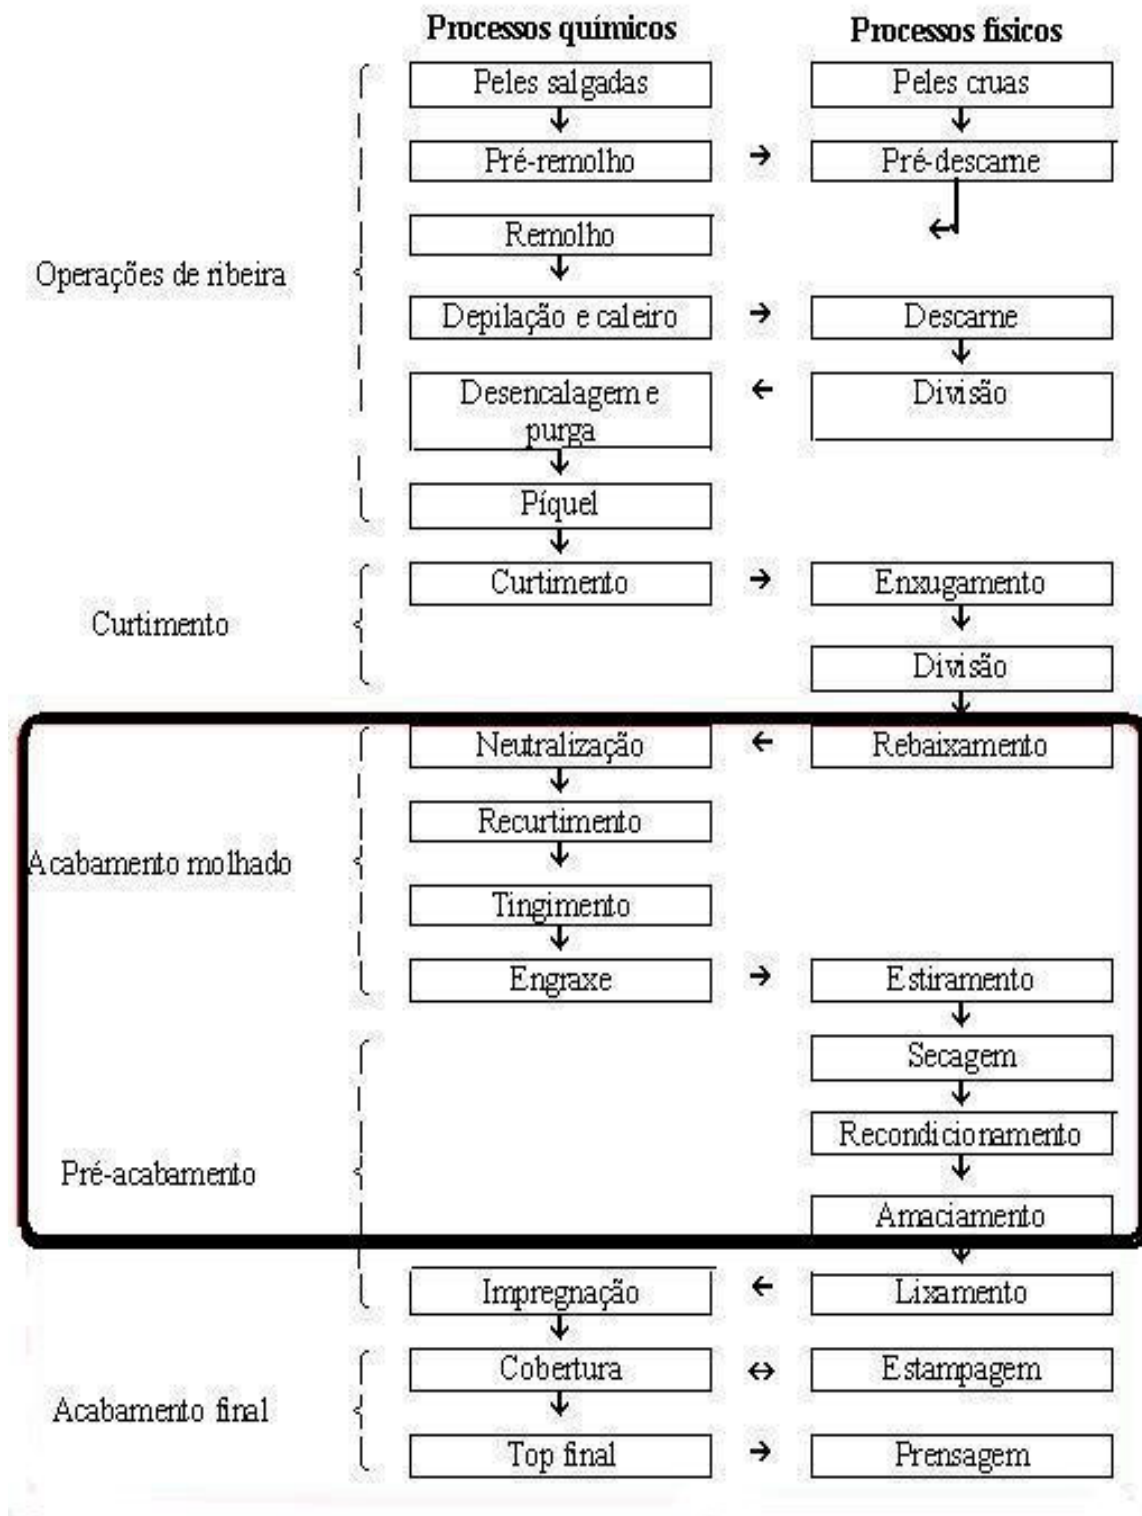 Processos químicos Processos físicos
Peles salgadas Peles cruas
Pré-remolho Pré-descarne
Remolho
Operações de ribeira
Depilação e caleiro Descarne
Desencalagem e Divisão
purga
Píquel
Curtimento Enxugamento
Curtimento
Divisão
Neutralização Rebaixamento
Recurtimento
Acabamento molhado
Tingimento
Engraxe Estiramento
Secagem
Recondicionamento
Pré-acabamento
Amaciamento
Impregnação Lixamento
Cobertura Estampagem
Acabamento final
Top final Prensagem